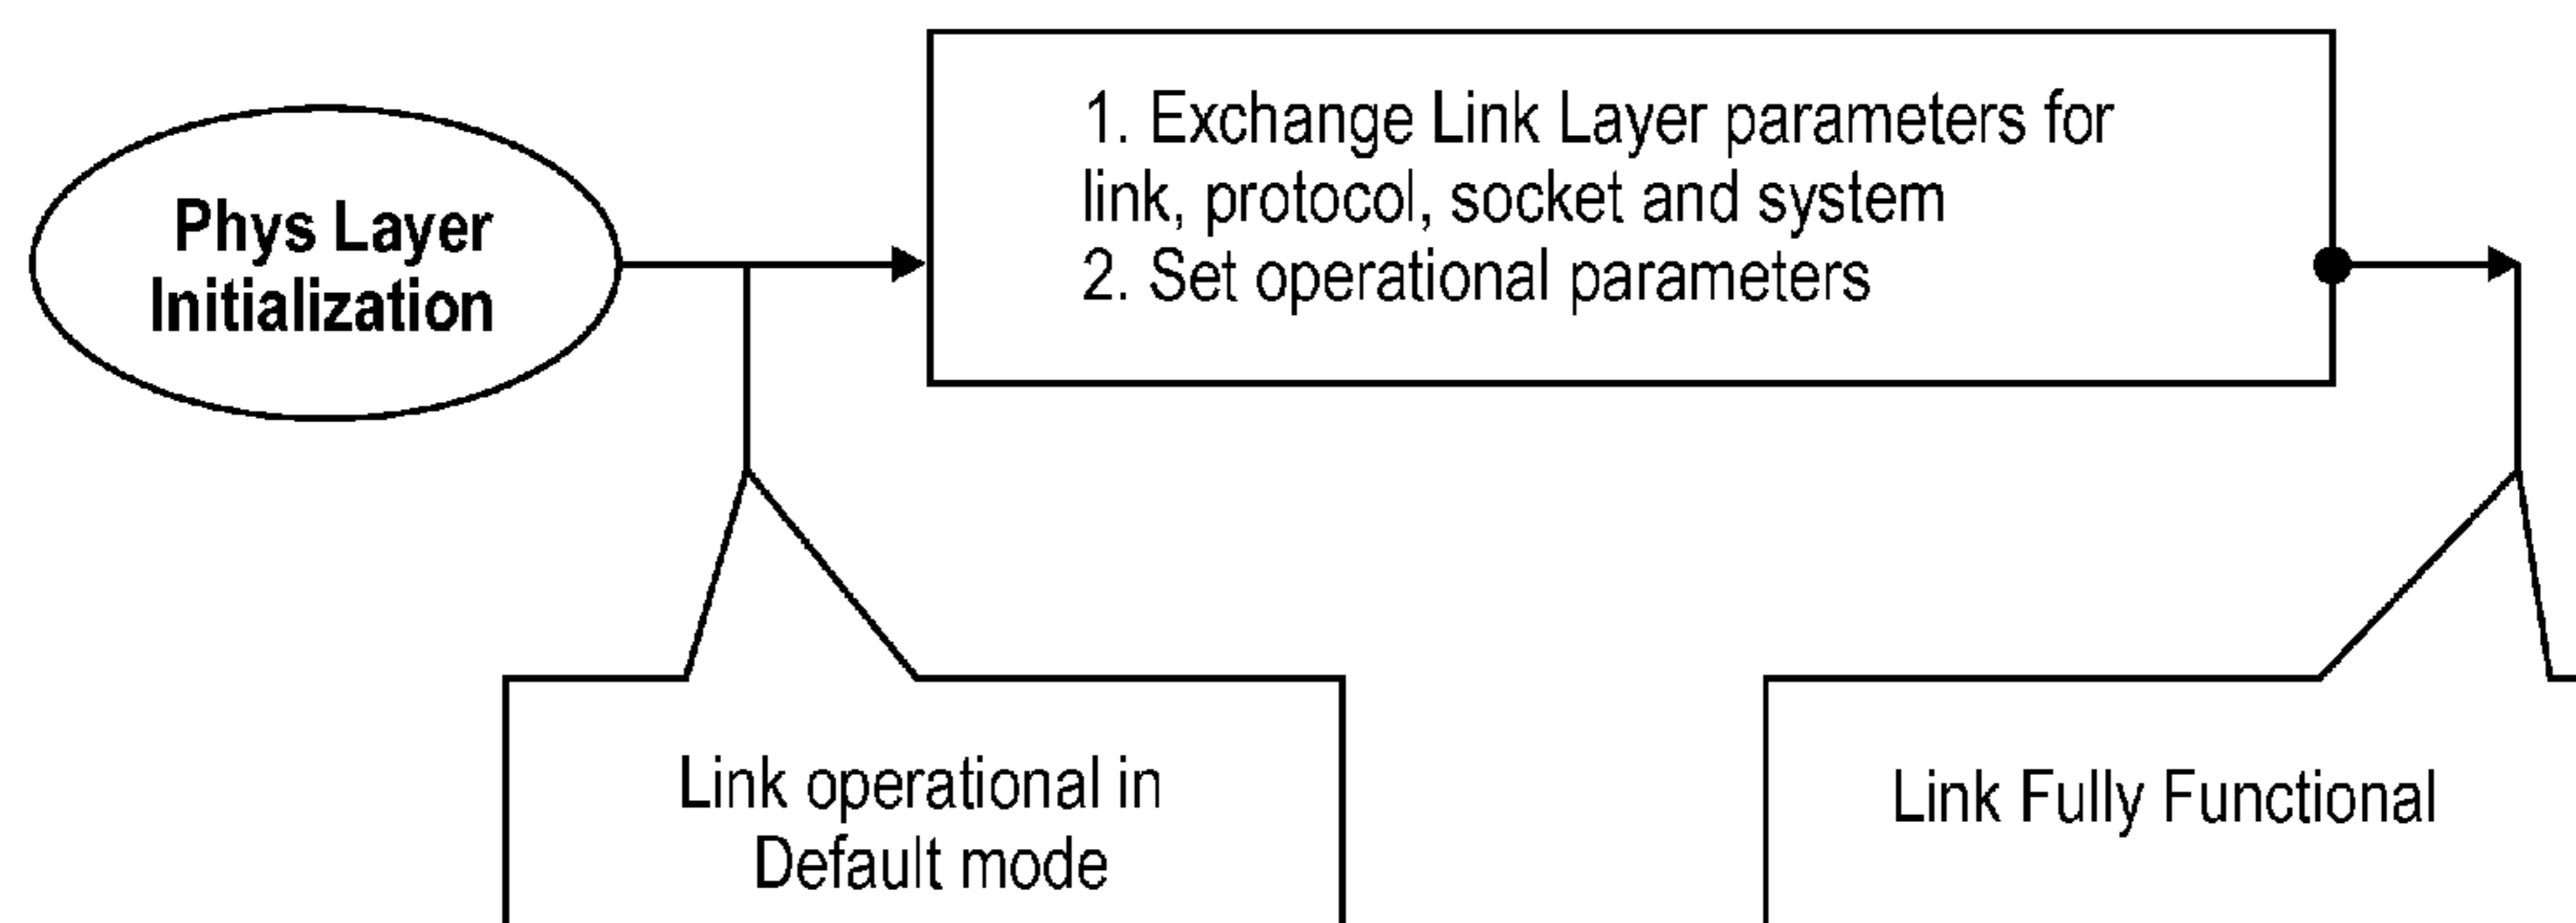 Phys Layer
Initialization
1. Exchange Link Layer parameters for
link, protocol, socket and system
2. Set operational parameters
Link operational in
Default mode
Link Fully Functional